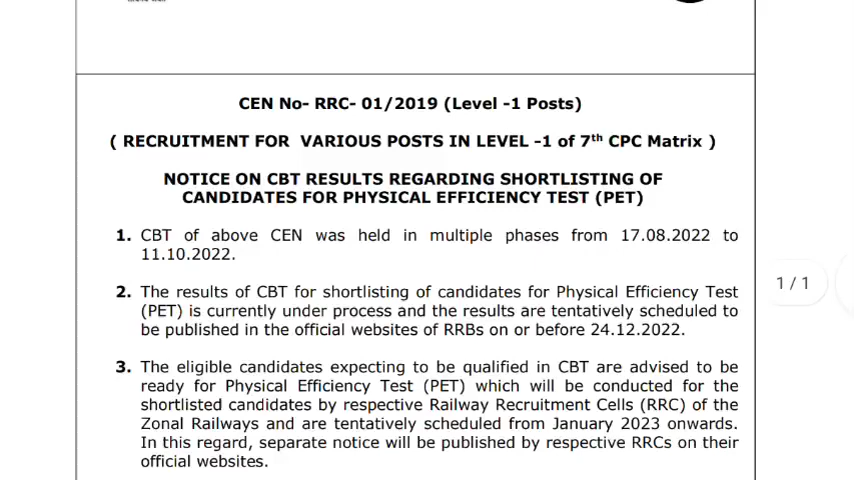 CEN No- RRC- 01/2019 (Level -1 Posts)
( RECRUITMENT FOR VARIOUS POSTS IN LEVEL -1 of 7th CPC Matrix )
NOTICE ON CBT RESULTS REGARDING SHORTLISTING OF
CANDIDATES FOR PHYSICAL EFFICIENCY TEST (PET)
1. CBT of above CEN was held in multiple phases from 17.08.2022 to
11.10.2022.
2. The results of CBT for shortlisting of candidates for Physical Efficiency Test
(PET) is currently under process and the results are tentatively scheduled to
be published in the official websites of RRBs on or before 24.12.2022.
3. The eligible candidates expecting to be qualified in CBT are advised to be
ready for Physical Efficiency Test (PET) which will be conducted for the
shortlisted candidates by respective Railway Recruitment Cells (RRC) of the
Zonal Railways and are tentatively scheduled from January 2023 onwards.
In this regard, separate notice will be published by respective RRCs on their
official websites.
1 / 1